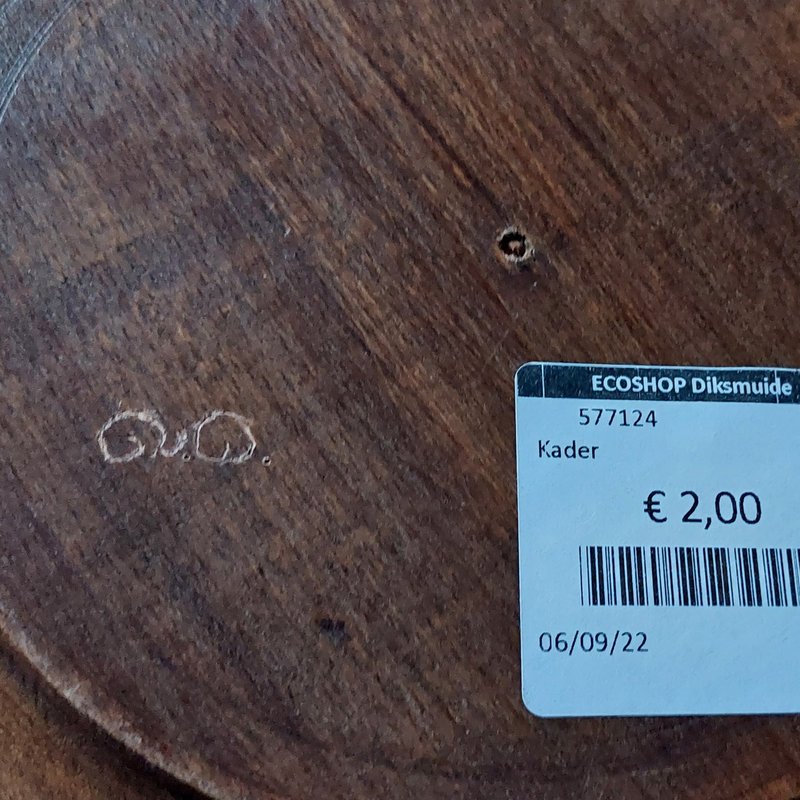 ECOSHOP Diksmuide
577124
Kader
€ 2,00
06/09/22